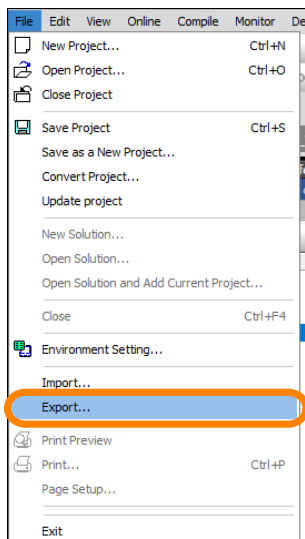 File Edit View Online Compile Monitor De
New Project... Ctrl+N
Open Project... Ctrl+O
Close Project
Save Project Ctrl+S
Save as a New Project...
Convert Project...
Update project
New Solution...
Open Solution...
Open Solution and Add Current Project...
Close Ctrl+F4
Environment Setting...
Import...
Export...
Print Preview
Print... Ctrl+P
Page Setup...
Exit